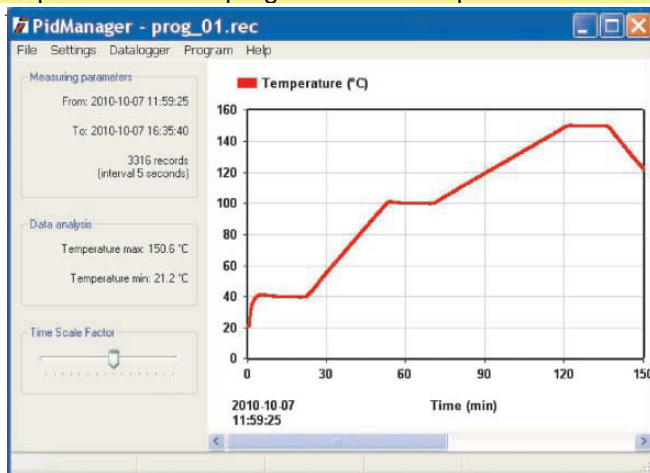 PidManager - prog_01.rec
File Settings Datalogger Program Help
Measuring parameters
From: 2010-10-07 11:59:25
To: 2010-10-07 16:35:40
3316 records
(interval 5 seconds)
Data analysis
Temperature max: 150.6 °C
Temperature min: 21.2 °C
Time Scale Factor
Temperature (°C)
160
140
120
100
80
60
40
20
0
0 30 60 90 120 150
2010-10-07
11:59:25
Time (min)